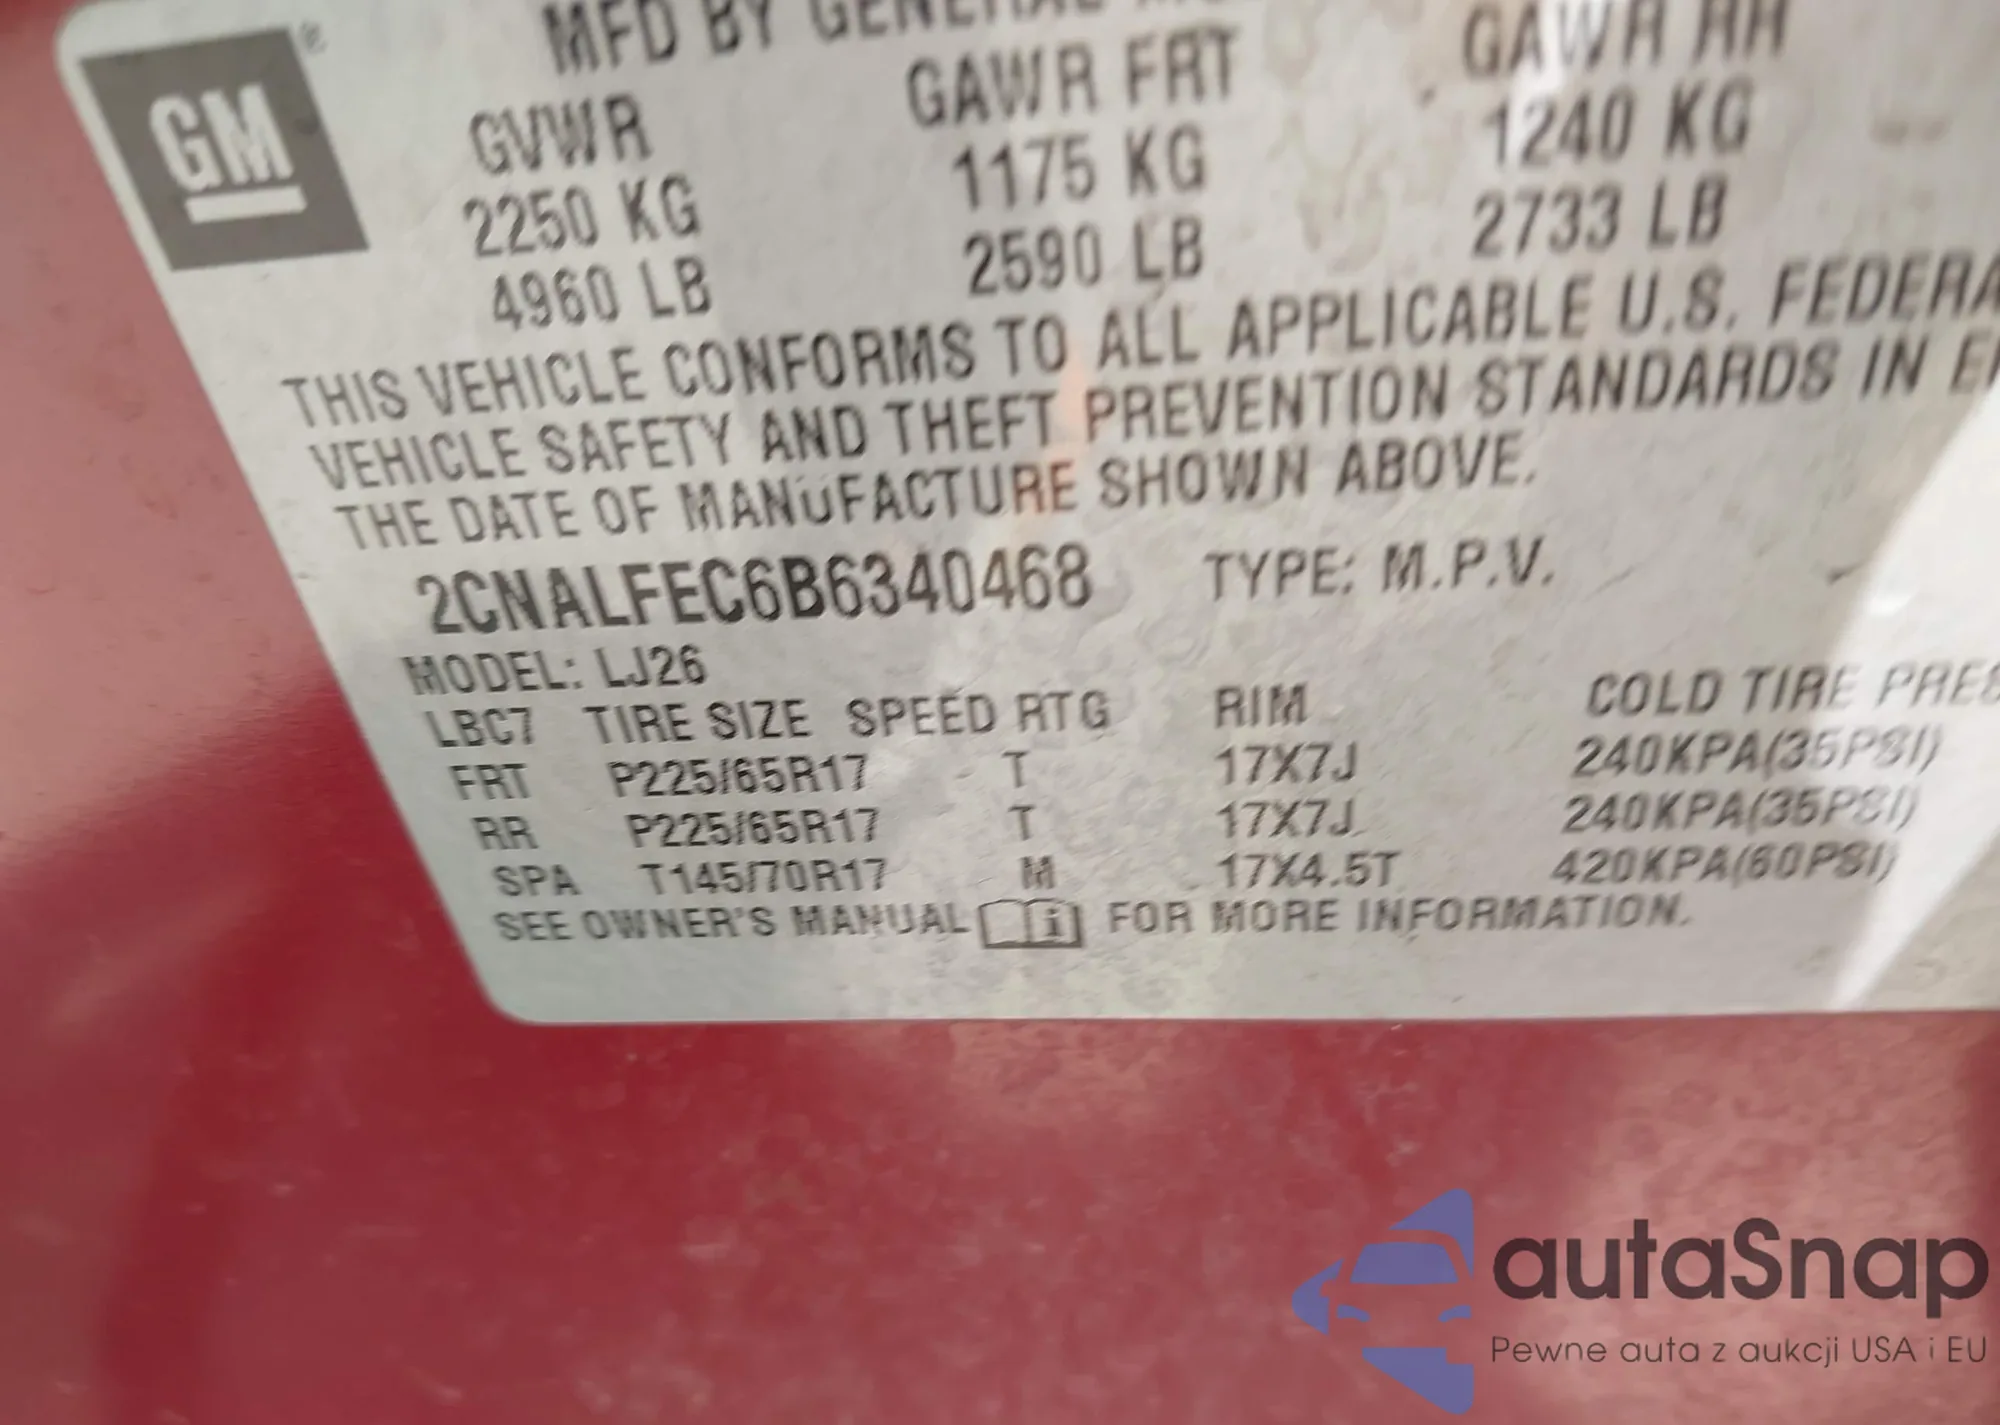 GM
MFD BY GENERAL
GVWR GAWR FRT GAWR RR
2250 KG 1175 KG 1240 KG
4960 LB 2590 LB 2733 LB
THIS VEHICLE CONFORMS TO ALL APPLICABLE U.S. FEDERA
VEHICLE SAFETY AND THEFT PREVENTION STANDARDS IN
THE DATE OF MANUFACTURE SHOWN ABOVE.
2CNALFEC6B6340468 TYPE: M.P.V.
MODEL: LJ26
LBC7 TIRE SIZE SPEED RTG RIM COLD TIRE PRES
FRT P225/65R17 T 17X7J 240KPA(35PSI)
RR P225/65R17 T 17X7J 240KPA(35PSI)
SPA T145/70R17 M 17X4.5T 420KPA(60PSI)
SEE OWNER'S MANUAL i FOR MORE INFORMATION.
autaSnap
Pewne auta z aukcji USA i EU